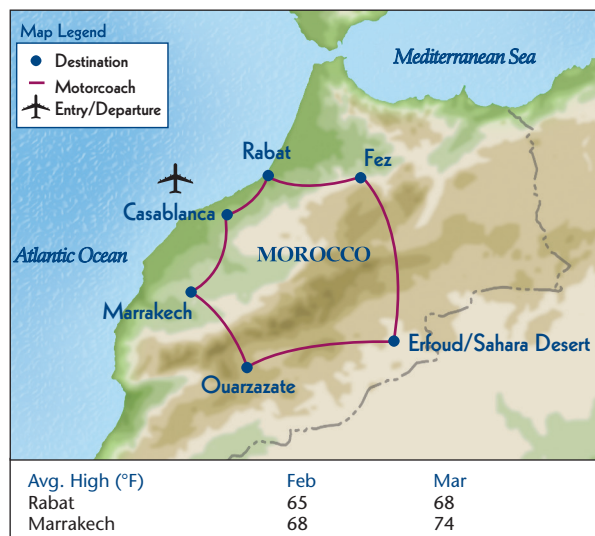 Map Legend
Destination
Motorcoach
Entry/Departure
Mediterranean Sea
Rabat
Fez
Casablanca
Atlantic Ocean
MOROCCO
Marrakech
Erfoud/Sahara Desert
Ouarzazate
Avg. High (°F) Feb Mar
Rabat 65 68
Marrakech 68 74